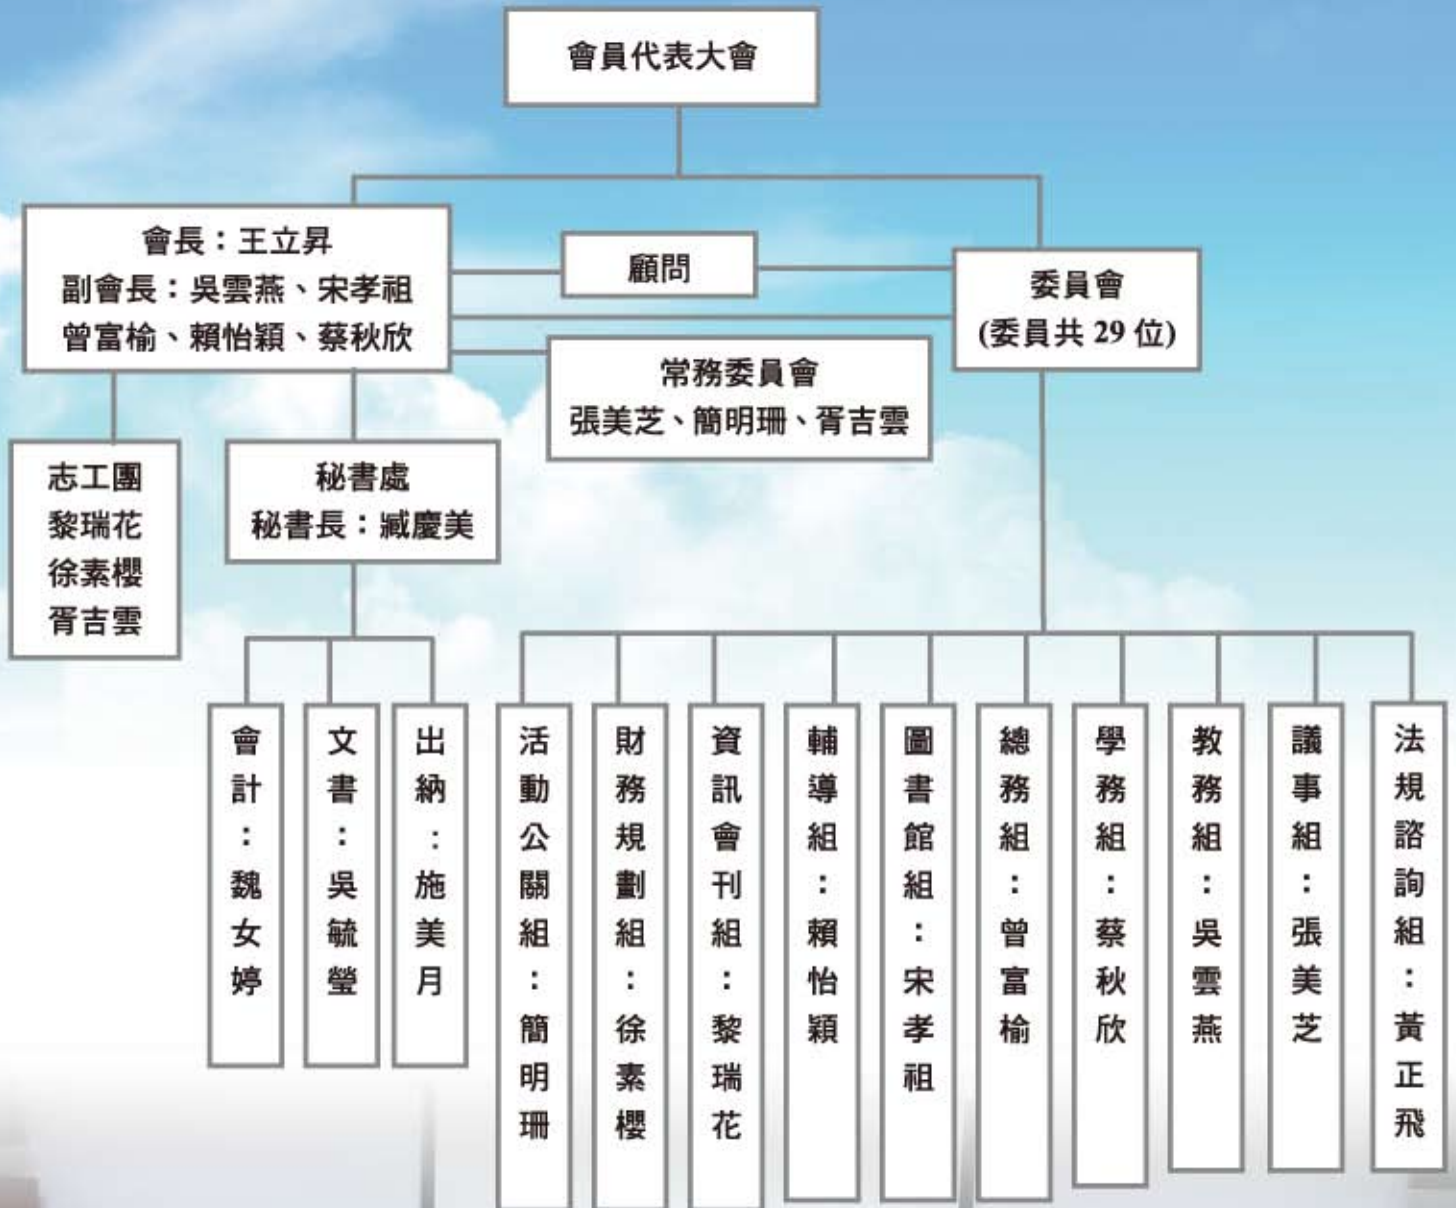 會員代表大會
會長：王立昇
副會長：吳雲燕、宋孝祖
曾富榆、賴怡穎、蔡秋欣
顧問
委員會
(委員共 29 位)
常務委員會
張美芝、簡明珊、胥吉雲
志工團
黎瑞花
徐素櫻
胥吉雲
秘書處
秘書長：臧慶美
會計：魏女婷
文書：吳毓瑩
出納：施美月
活動公關組：簡明珊
財務規劃組：徐素櫻
資訊會刊組：黎瑞花
輔導組：賴怡穎
圖書館組：宋孝祖
總務組：曾富榆
學務組：蔡秋欣
教務組：吳雲燕
議事組：張美芝
法規諮詢組：黃正飛